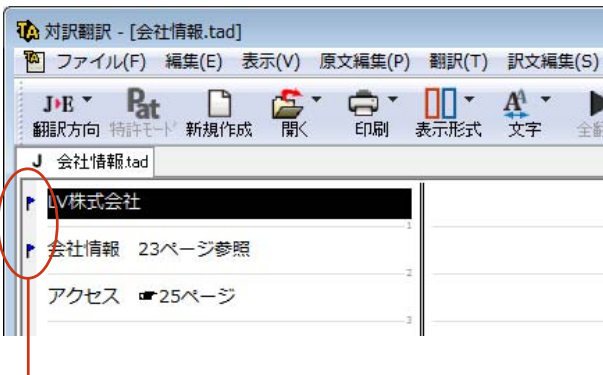 対訳翻訳 - [会社情報.tad]
ファイル(F) 編集(E) 表示(V) 原文編集(P) 翻訳(T) 訳文編集(S)
J▸E Pat
翻訳方向 特許モード 新規作成 開く 印刷 表示形式 文字 全翻
J 会社情報.tad
LV株式会社
1
会社情報 23ページ参照
2
アクセス ☛25ページ
3